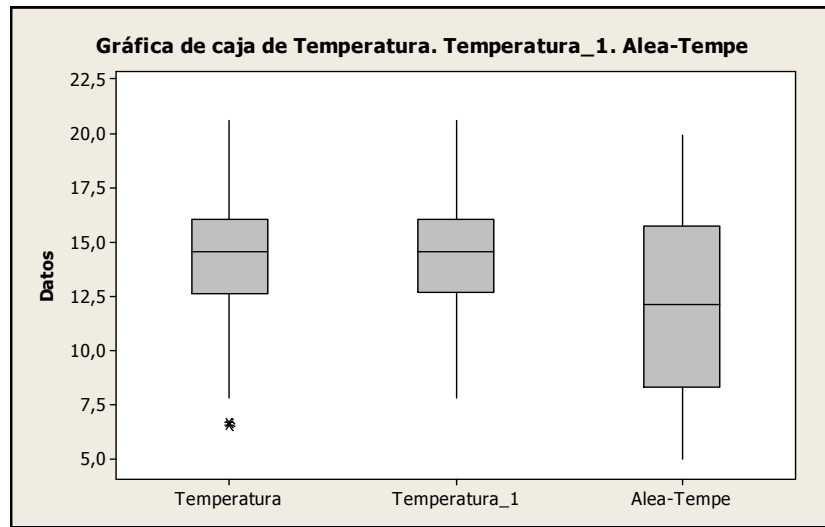 Gráfica de caja de Temperatura. Temperatura_1. Alea-Tempe
22,5
20,0
17,5
15,0
12,5
10,0
7,5
5,0
Datos
Temperatura
Temperatura_1
Alea-Tempe